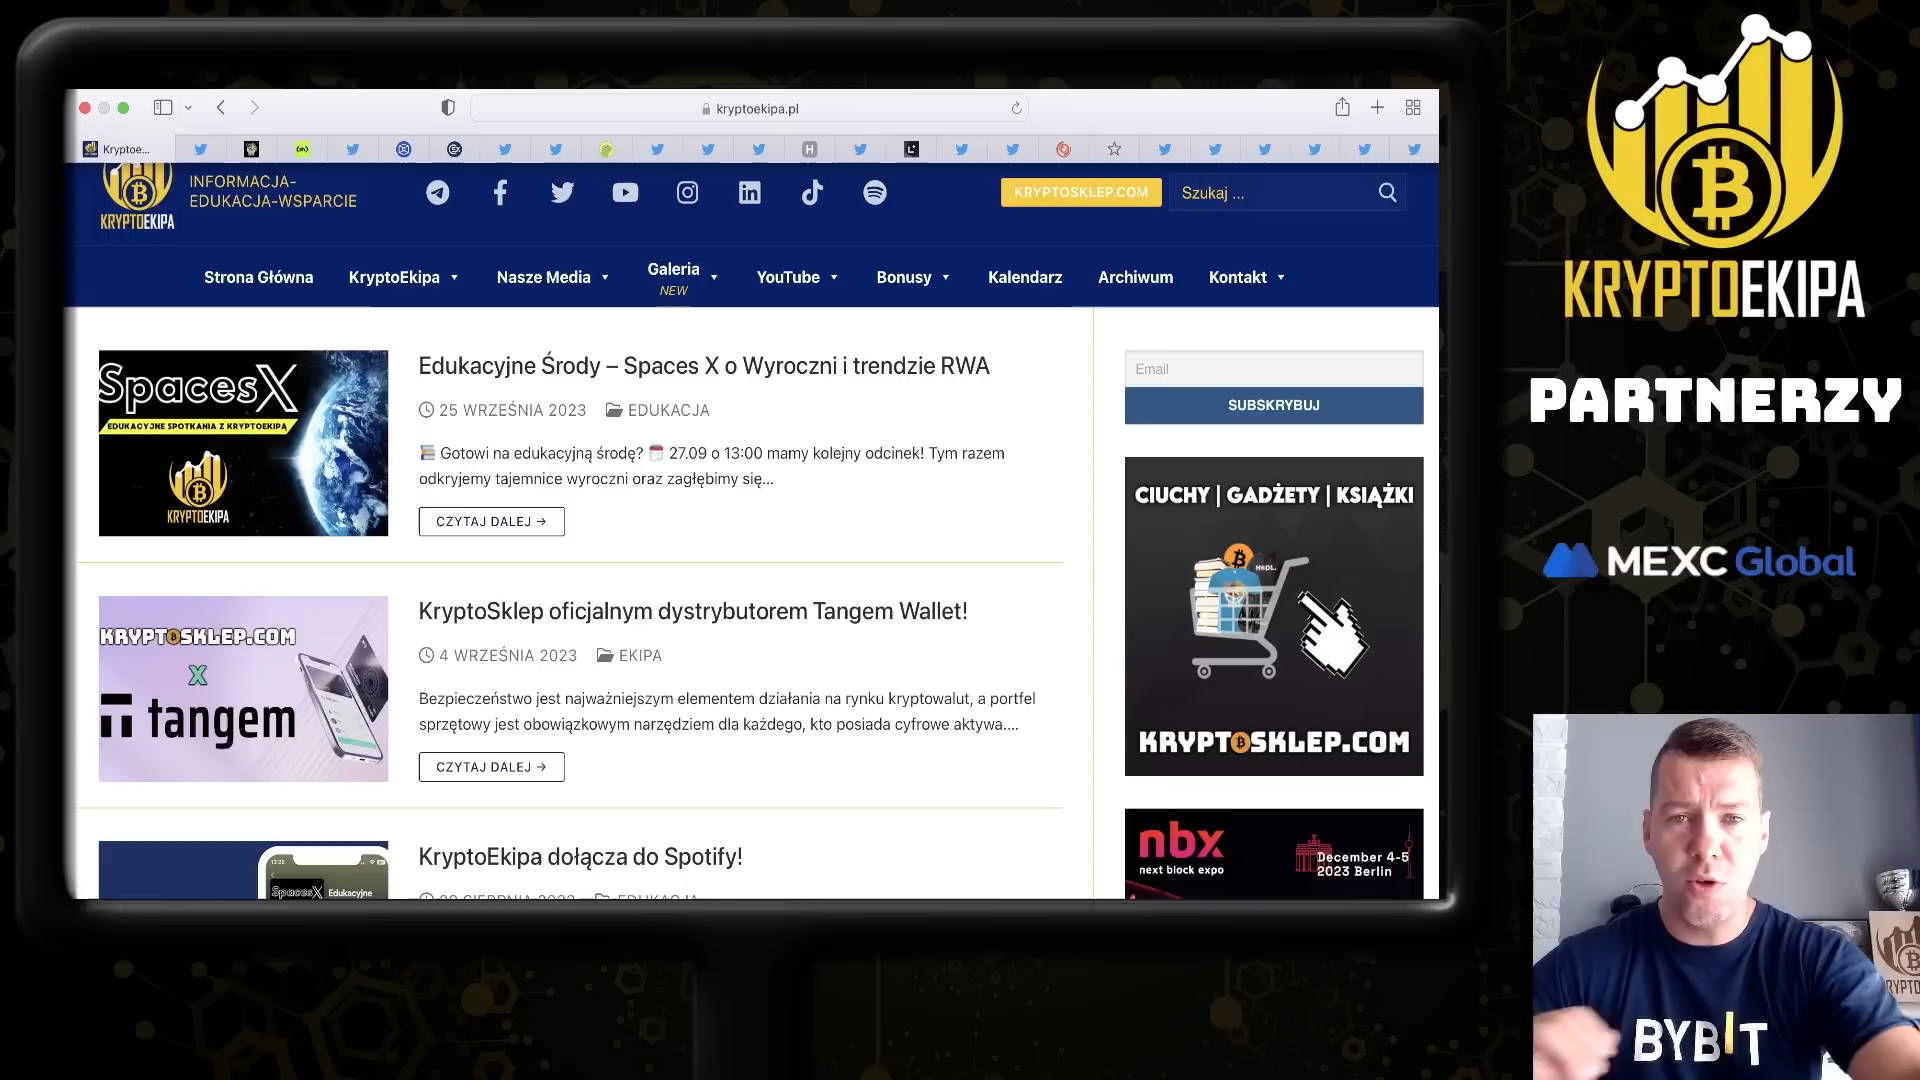 kryptoekipa.pl
Kryptoe...
INFORMACJA-
EDUKACJA-WSPARCIE
KRYPTOEKIPA
KRYPTOSKLEP.COM
Szukaj ...
Strona Główna
KryptoEkipa
Nasze Media
Galeria
NEW
YouTube
Bonusy
Kalendarz
Archiwum
Kontakt
SpacesX
EDUKACYJNE SPOTKANIA Z KRYPTOEKIPĄ
KRYPTOEKIPA
Edukacyjne Środy – Spaces X o Wyroczni i trendzie RWA
25 WRZEŚNIA 2023 EDUKACJA
Gotowi na edukacyjną środę? 27.09 o 13:00 mamy kolejny odcinek! Tym razem
odkryjemy tajemnice wyroczni oraz zagłębimy się...
CZYTAJ DALEJ →
KRYPTOSKLEP.COM
X
tangem
KryptoSklep oficjalnym dystrybutorem Tangem Wallet!
4 WRZEŚNIA 2023 EKIPA
Bezpieczeństwo jest najważniejszym elementem działania na rynku kryptowalut, a portfel
sprzętowy jest obowiązkowym narzędziem dla każdego, kto posiada cyfrowe aktywa....
CZYTAJ DALEJ →
SpacesX Edukacyjne
KryptoEkipa dołącza do Spotify!
Email
SUBSKRYBUJ
CIUCHY | GADŻETY | KSIĄŻKI
HODL.
KRYPTOSKLEP.COM
nbx
next block expo
December 4-5
2023 Berlin
KRYPTOEKIPA
PARTNERZY
MEXC Global
BYBIT